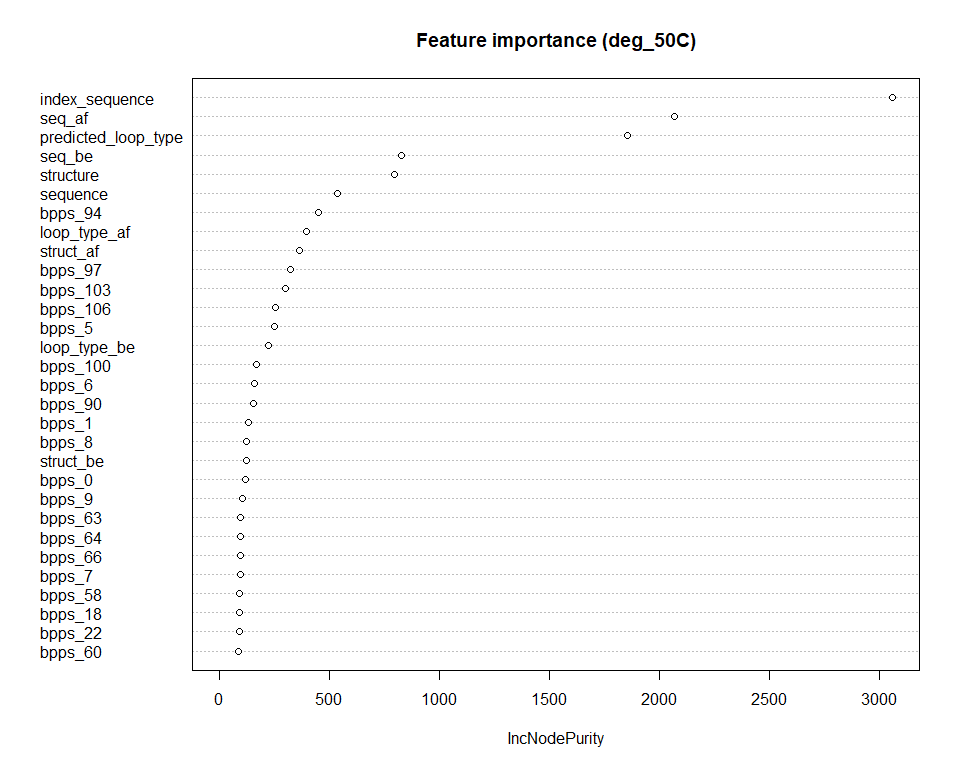 Feature importance (deg_50C)
index_sequence
seq_af
predicted_loop_type
seq_be
structure
sequence
bpps_94
loop_type_af
struct_af
bpps_97
bpps_103
bpps_106
bpps_5
loop_type_be
bpps_100
bpps_6
bpps_90
bpps_1
bpps_8
struct_be
bpps_0
bpps_9
bpps_63
bpps_64
bpps_66
bpps_7
bpps_58
bpps_18
bpps_22
bpps_60
0 500 1000 1500 2000 2500 3000
IncNodePurity